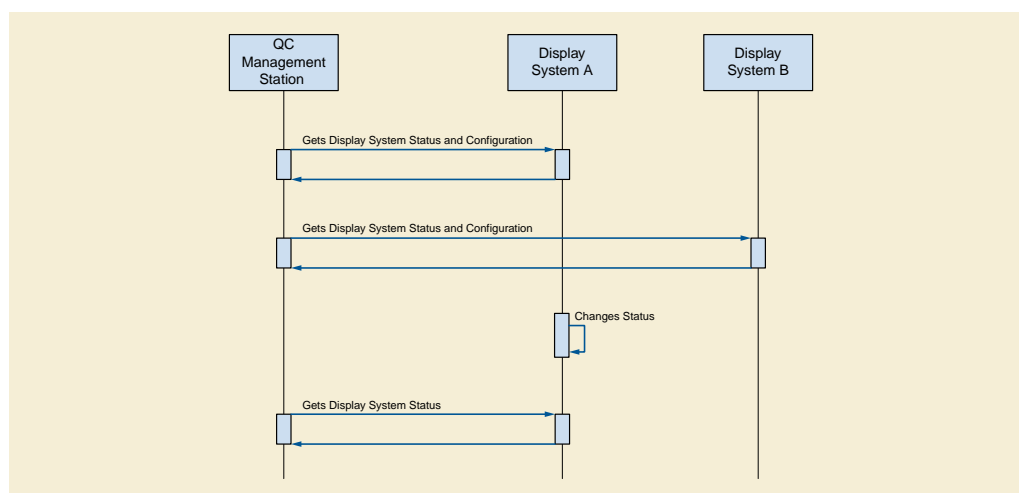 QC
Management
Station
Display
System A
Display
System B
Gets Display System Status and Configuration
Gets Display System Status and Configuration
Changes Status
Gets Display System Status